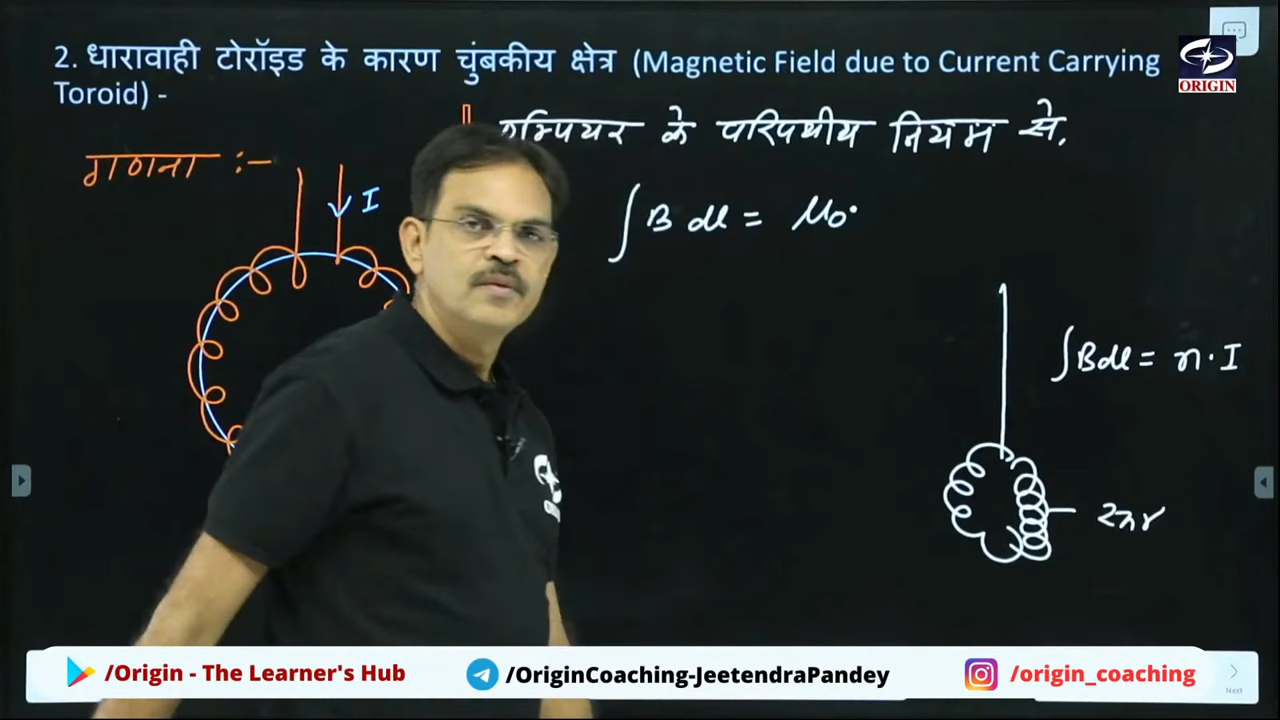 2. धारावाही टोरॉइड के कारण चुंबकीय क्षेत्र (Magnetic Field due to Current Carrying
Toroid) -
ORIGIN
के परिपथीय नियम से.
गणना :-
I
∫B dl = μ₀·
∫Bdl = n·I
2πr
/Origin - The Learner's Hub
/OriginCoaching-JeetendraPandey
/origin_coaching
Next